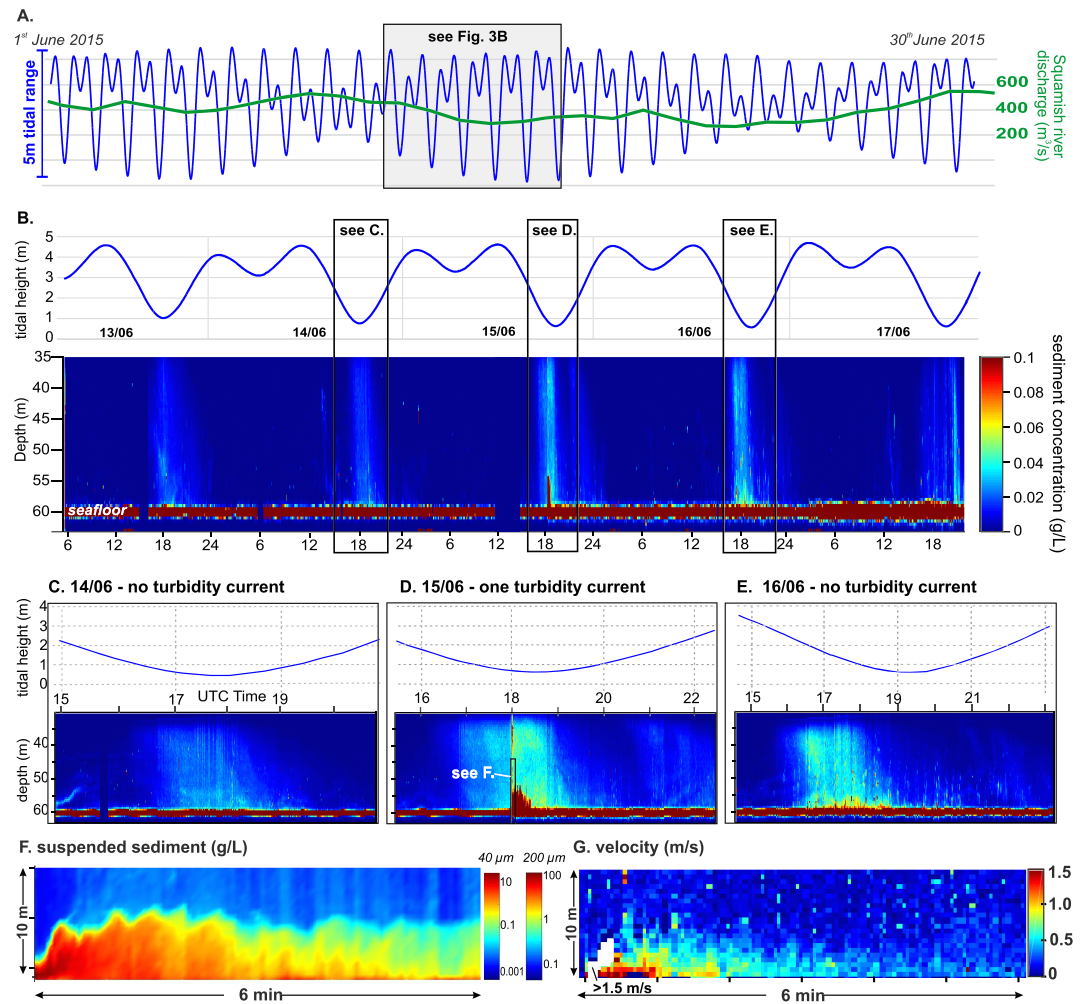 A.
1st June 2015
see Fig. 3B
30th June 2015
5m tidal range
600
400
200
Squamish river
discharge (m³/s)
B.
tidal height (m)
5
4
3
2
1
0
see C.
see D.
see E.
13/06
14/06
15/06
16/06
17/06
Depth (m)
35
40
45
50
55
60
seafloor
6 12 18 24 6 12 18 24 6 12 18 24 6 12 18 24 6 12 18
0.1
0.08
0.06
0.04
0.02
0
sediment concentration (g/L)
C. 14/06 - no turbidity current
D. 15/06 - one turbidity current
E. 16/06 - no turbidity current
tidal height (m)
4
3
2
1
0
15 17 UTC Time 19
16 18 20 22
15 17 19 21
depth (m)
40
50
60
see F.
F. suspended sediment (g/L)
40 µm 200 µm
10
0.1
0.001
100
1
0.1
10 m
6 min
G. velocity (m/s)
10 m
>1.5 m/s
6 min
1.5
1.0
0.5
0